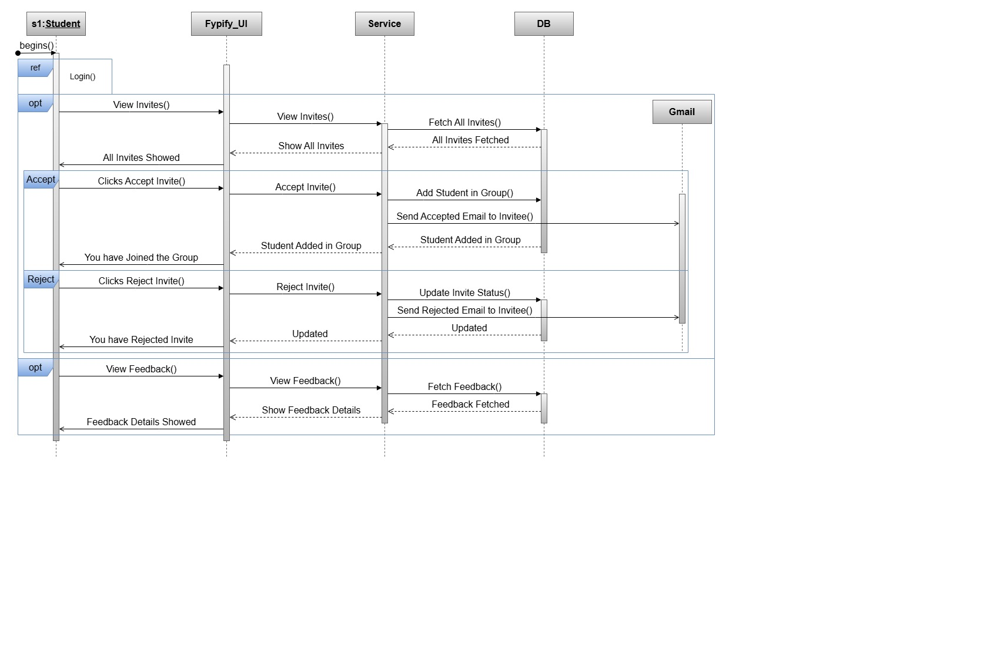 s1:Student
Fypify_UI
Service
DB
begins()
ref
Login()
opt
Gmail
View Invites()
View Invites()
Fetch All Invites()
All Invites Fetched
Show All Invites
All Invites Showed
Accept
Clicks Accept Invite()
Accept Invite()
Add Student in Group()
Send Accepted Email to Invitee()
Student Added in Group
Student Added in Group
You have Joined the Group
Reject
Clicks Reject Invite()
Reject Invite()
Update Invite Status()
Send Rejected Email to Invitee()
Updated
Updated
You have Rejected Invite
opt
View Feedback()
View Feedback()
Fetch Feedback()
Feedback Fetched
Show Feedback Details
Feedback Details Showed